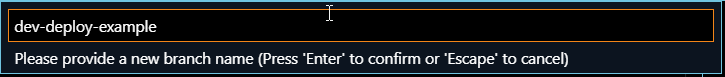 dev-deploy-example
Please provide a new branch name (Press 'Enter' to confirm or 'Escape' to cancel)